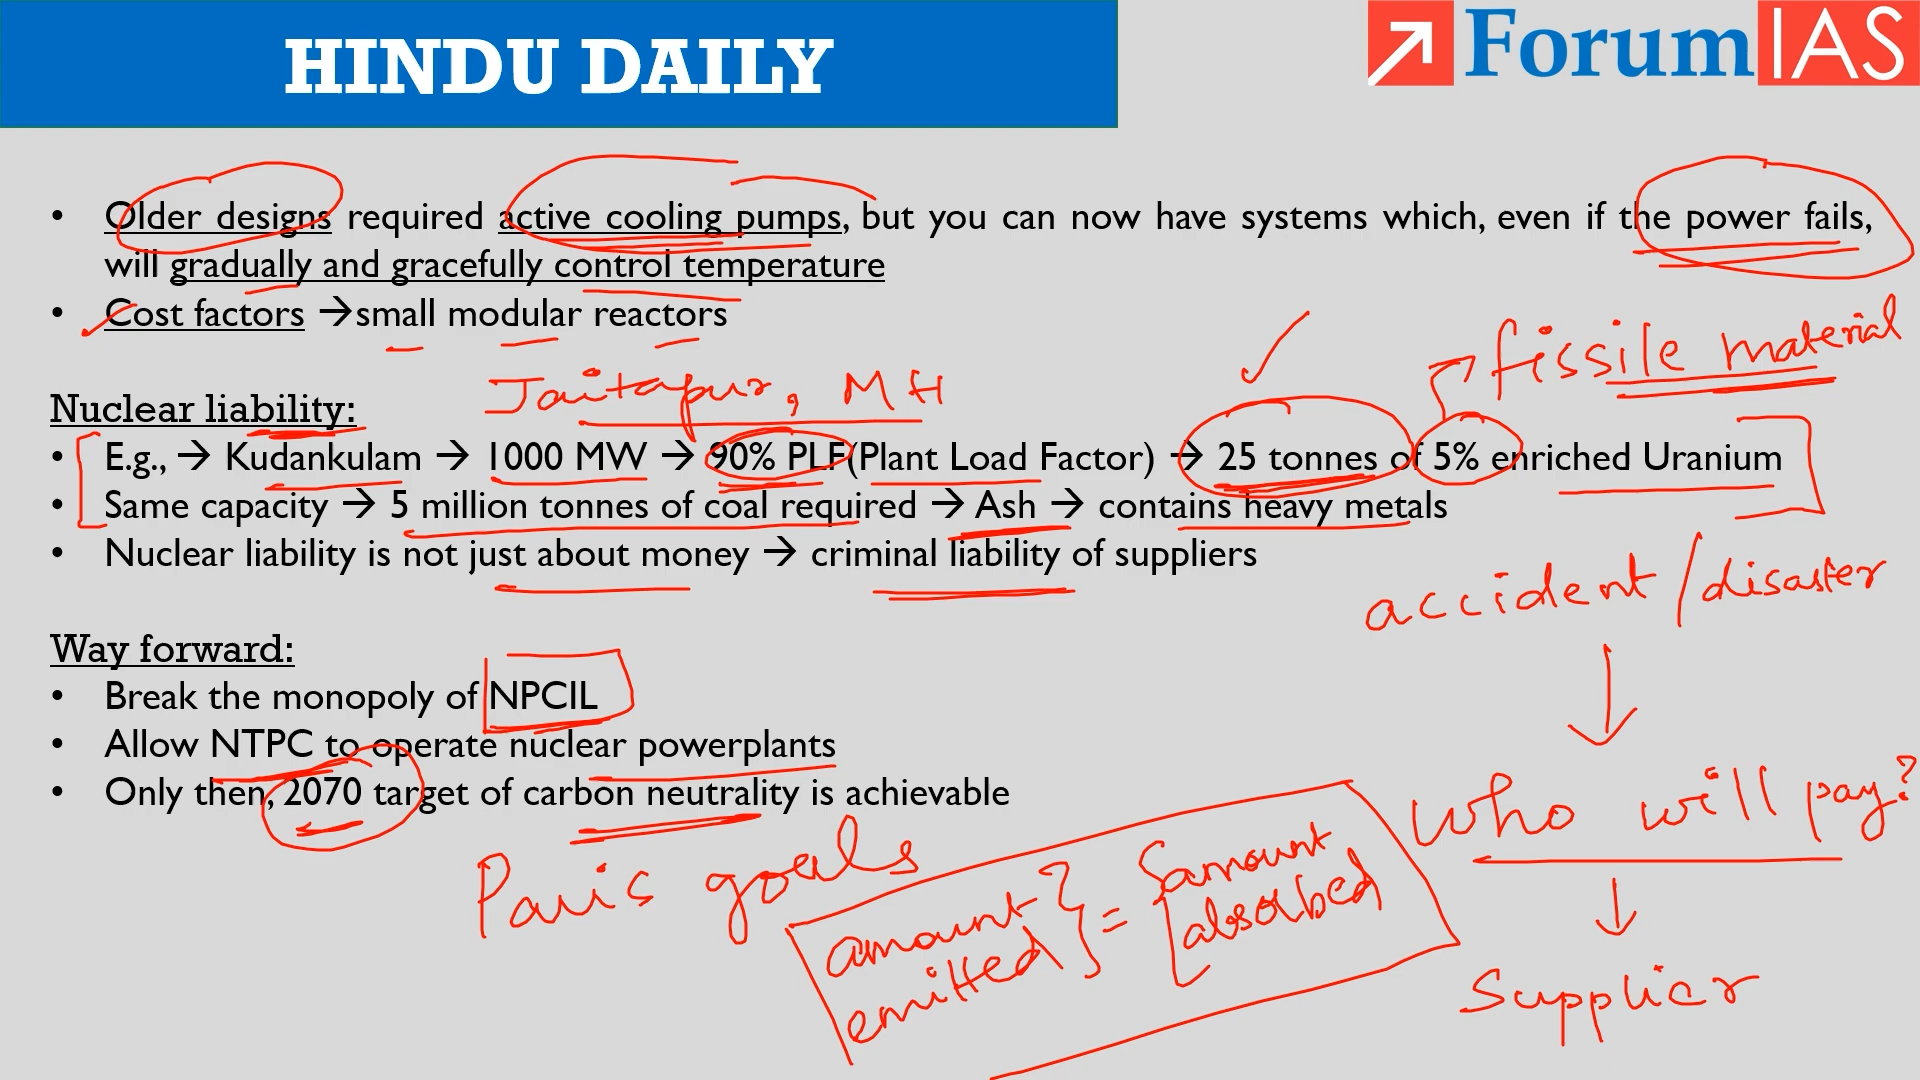 HINDU DAILY
ForumIAS
• Older designs required active cooling pumps, but you can now have systems which, even if the power fails,
will gradually and gracefully control temperature
• Cost factors →small modular reactors
fissile material
Jaitapur, MH
Nuclear liability:
• E.g., → Kudankulam → 1000 MW → 90% PLF(Plant Load Factor) → 25 tonnes of 5% enriched Uranium
• Same capacity → 5 million tonnes of coal required → Ash → contains heavy metals
• Nuclear liability is not just about money → criminal liability of suppliers
accident/disaster
Way forward:
• Break the monopoly of NPCIL
• Allow NTPC to operate nuclear powerplants
• Only then, 2070 target of carbon neutrality is achievable
who will pay?
Paris goals
amount
emitted } = { amount
absorbed
Supplier